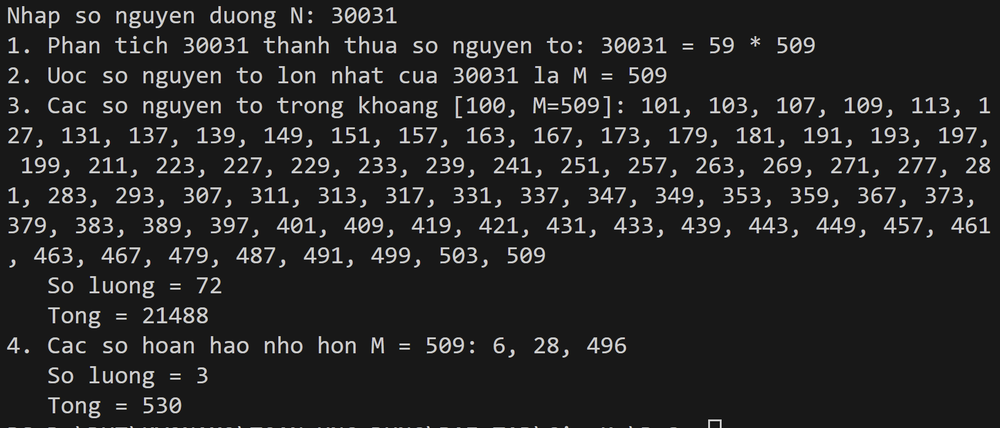 Nhap so nguyen duong N: 30031
1. Phan tich 30031 thanh thua so nguyen to: 30031 = 59 * 509
2. Uoc so nguyen to lon nhat cua 30031 la M = 509
3. Cac so nguyen to trong khoang [100, M=509]: 101, 103, 107, 109, 113, 1
27, 131, 137, 139, 149, 151, 157, 163, 167, 173, 179, 181, 191, 193, 197,
 199, 211, 223, 227, 229, 233, 239, 241, 251, 257, 263, 269, 271, 277, 28
1, 283, 293, 307, 311, 313, 317, 331, 337, 347, 349, 353, 359, 367, 373,
379, 383, 389, 397, 401, 409, 419, 421, 431, 433, 439, 443, 449, 457, 461
, 463, 467, 479, 487, 491, 499, 503, 509
   So luong = 72
   Tong = 21488
4. Cac so hoan hao nho hon M = 509: 6, 28, 496
   So luong = 3
   Tong = 530